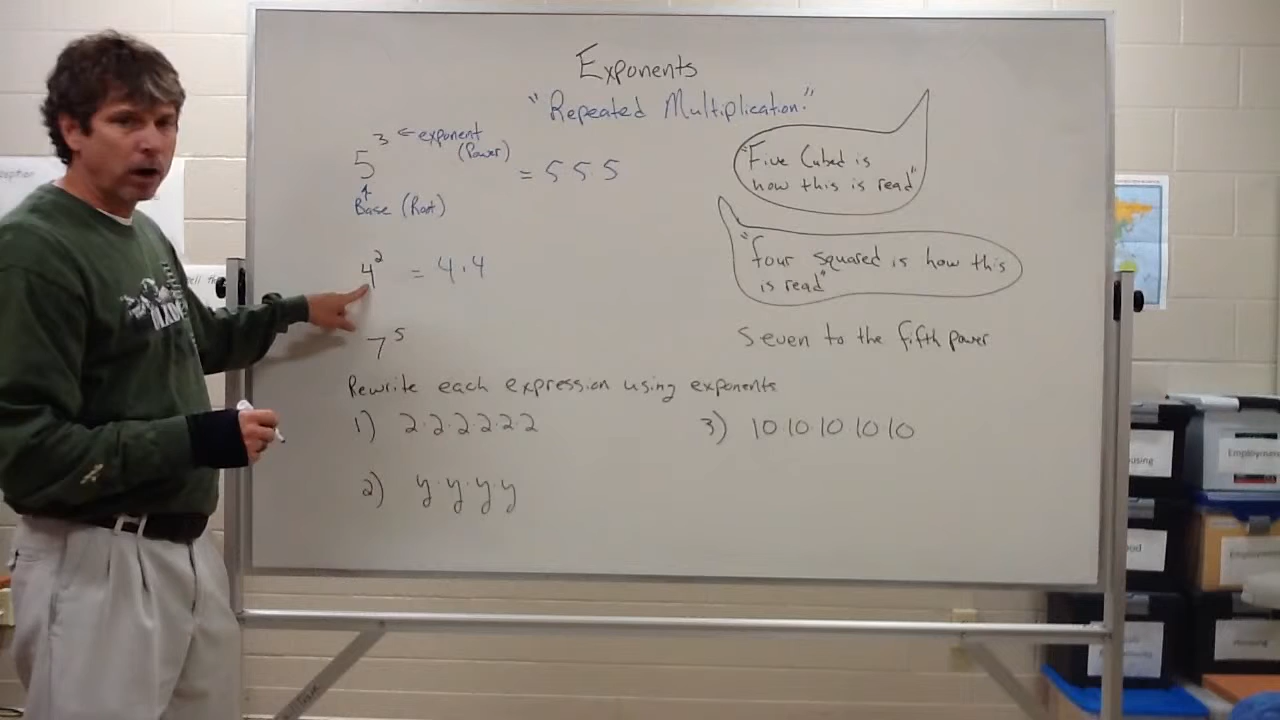 Exponents
"Repeated Multiplication."
5³ ← exponent
(Power)
= 5·5·5
Base (Root)
"Five Cubed is
how this is read"
4² = 4·4
"four squared is how this
is read"
7⁵
seven to the fifth power
Rewrite each expression using exponents
1) 2·2·2·2·2·2
3) 10·10·10·10·10
2) y·y·y·y
Employment